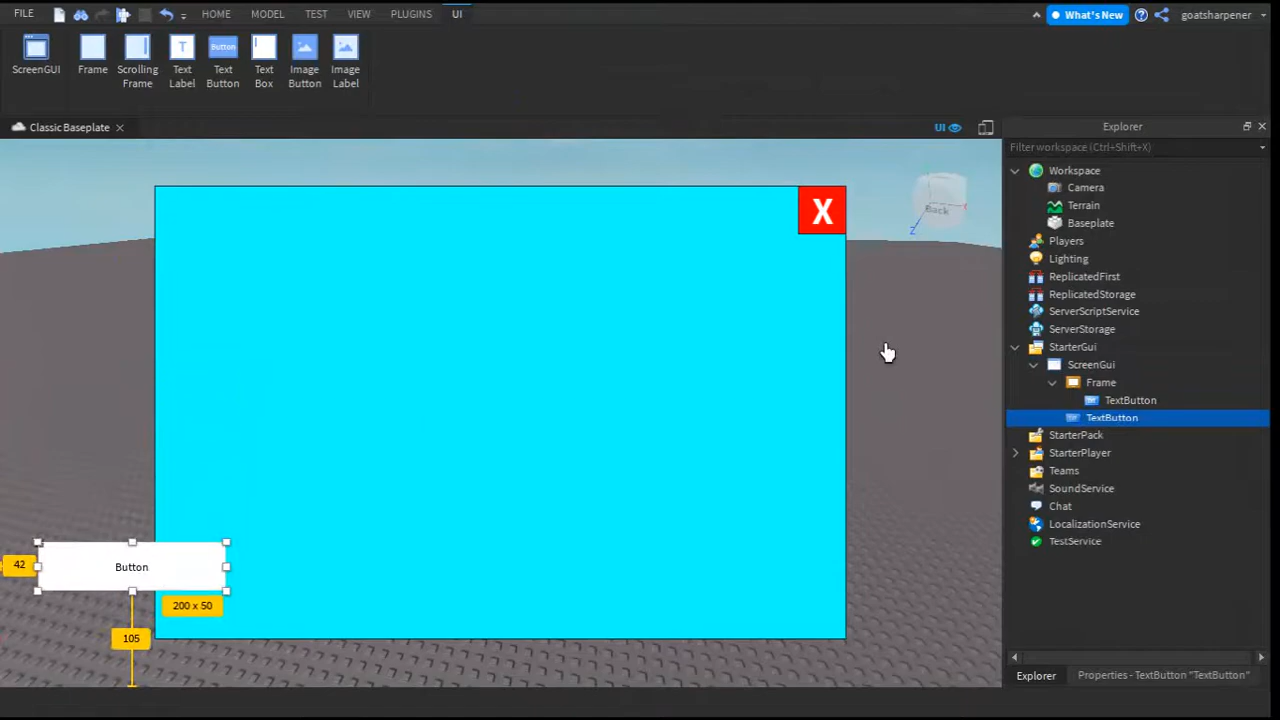 FILE HOME MODEL TEST VIEW PLUGINS UI What's New goatsharpener
ScreenGUI Frame Scrolling Frame T Text Label Button Text Button Text Box Image Button Image Label
Classic Baseplate UI
Explorer
Filter workspace (Ctrl+Shift+X)
Workspace
Camera
Terrain
Baseplate
Players
Lighting
ReplicatedFirst
ReplicatedStorage
ServerScriptService
ServerStorage
StarterGui
ScreenGui
Frame
TextButton
TextButton
StarterPack
StarterPlayer
Teams
SoundService
Chat
LocalizationService
TestService
X
Back
Z
42
Button
200 x 50
105
Explorer Properties - TextButton "TextButton"